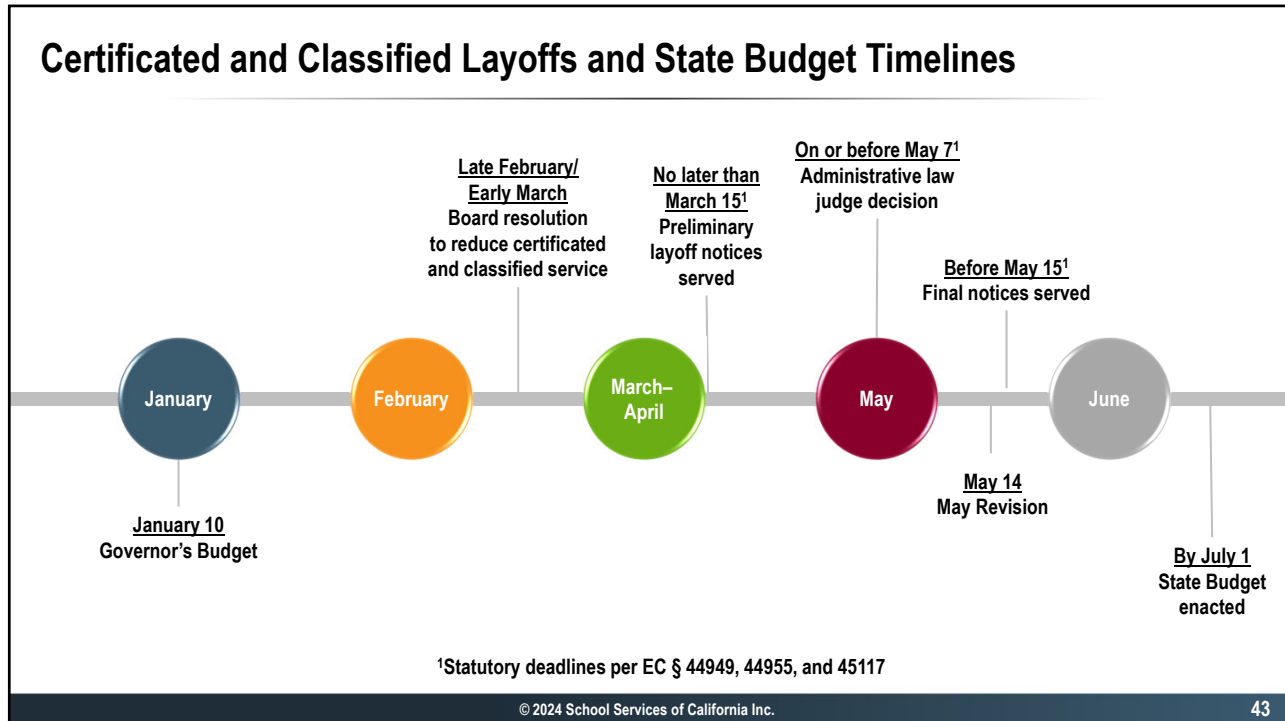 Certificated and Classified Layoffs and State Budget Timelines
Late February/
Early March
Board resolution
to reduce certificated
and classified service
No later than
March 15¹
Preliminary
layoff notices
served
On or before May 7¹
Administrative law
judge decision
Before May 15¹
Final notices served
January
February
March–
April
May
June
January 10
Governor's Budget
May 14
May Revision
By July 1
State Budget
enacted
¹Statutory deadlines per EC § 44949, 44955, and 45117
© 2024 School Services of California Inc.
43